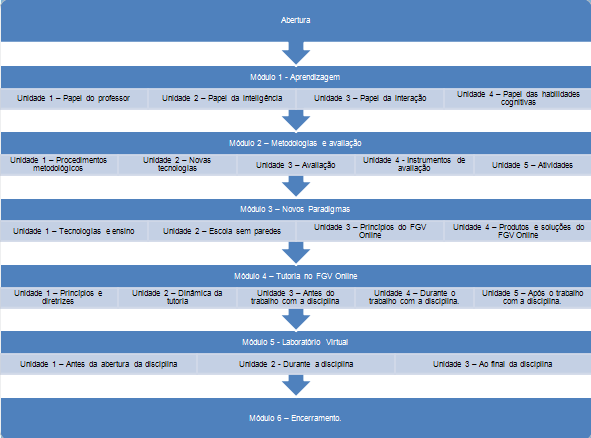 Abertura
Módulo 1 - Aprendizagem
Unidade 1 – Papel do professor
Unidade 2 – Papel da inteligência
Unidade 3 – Papel da interação
Unidade 4 – Papel das habilidades
cognitivas
Módulo 2 – Metodologias e avaliação
Unidade 1 – Procedimentos
metodológicos
Unidade 2 – Novas
tecnologias
Unidade 3 – Avaliação
Unidade 4 - Instrumentos de
avaliação
Unidade 5 – Atividades
Módulo 3 – Novos Paradigmas
Unidade 1 – Tecnologias e ensino
Unidade 2 – Escola sem paredes
Unidade 3 – Princípios do FGV
Online
Unidade 4 – Produtos e soluções do
FGV Online
Módulo 4 – Tutoria no FGV Online
Unidade 1 – Princípios e
diretrizes
Unidade 2 – Dinâmica da
tutoria
Unidade 3 – Antes do
trabalho com a disciplina
Unidade 4 – Durante o
trabalho com a disciplina.
Unidade 5 – Após o trabalho
com a disciplina.
Módulo 5 - Laboratório Virtual
Unidade 1 – Antes da abertura da disciplina
Unidade 2 - Durante a disciplina
Unidade 3 – Ao final da disciplina
Módulo 6 – Encerramento.